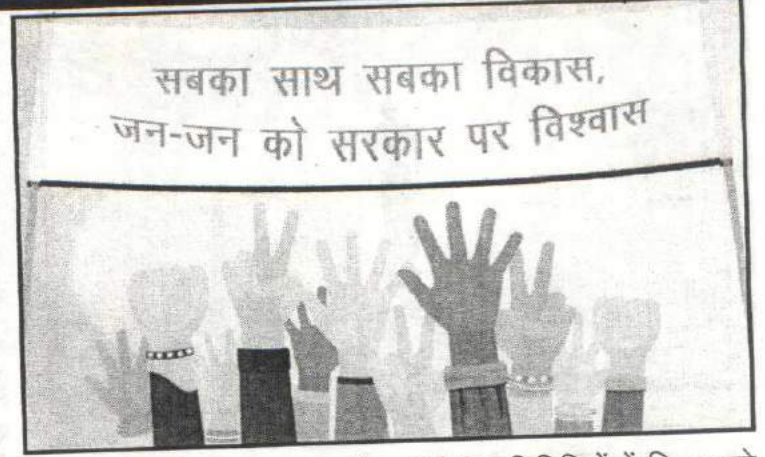 सबका साथ सबका विकास,
जन-जन को सरकार पर विश्वास